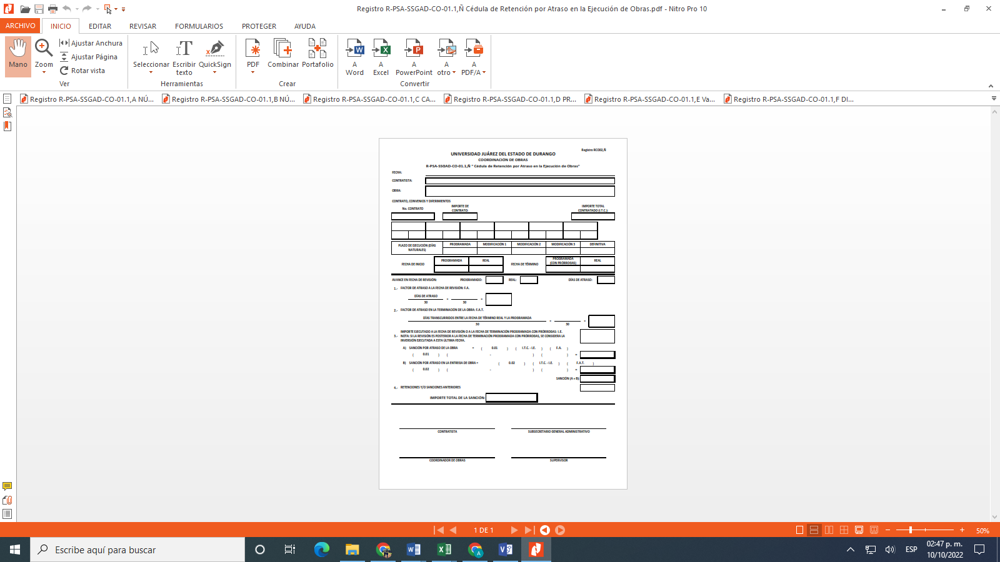 Registro R-PSA-SSGAD-CO-01.1,Ñ Cédula de Retención por Atraso en la Ejecución de Obras.pdf - Nitro Pro 10
ARCHIVO INICIO EDITAR REVISAR FORMULARIOS PROTEGER AYUDA
Mano
Zoom
Ajustar Anchura
Ajustar Página
Rotar vista
Ver
Seleccionar
Escribir texto
QuickSign
Herramientas
PDF
Combinar
Portafolio
Crear
A Word
A Excel
A PowerPoint
A otro
A PDF/A
Convertir
Registro R-PSA-SSGAD-CO-01.1,A NÚ...
Registro R-PSA-SSGAD-CO-01.1,B NÚ...
Registro R-PSA-SSGAD-CO-01.1,C CA...
Registro R-PSA-SSGAD-CO-01.1,D PR...
Registro R-PSA-SSGAD-CO-01.1,E Va...
Registro R-PSA-SSGAD-CO-01.1,F DI...
Registro RCO02,Ñ
UNIVERSIDAD JUÁREZ DEL ESTADO DE DURANGO
COORDINACIÓN DE OBRAS
R-PSA-SSGAD-CO-01.1,Ñ " Cédula de Retención por Atraso en la Ejecución de Obras"
FECHA:
CONTRATISTA:
OBRA:
CONTRATO, CONVENIOS Y DIFERIMIENTOS
No. CONTRATO
IMPORTE DE CONTRATO:
IMPORTE TOTAL CONTRATADO (I.T.C.):
PLAZO DE EJECUCIÓN (DÍAS NATURALES)
PROGRAMADA MODIFICACIÓN 1 MODIFICACIÓN 2 MODIFICACIÓN 3 DEFINITIVA
FECHA DE INICIO
PROGRAMADA REAL
FECHA DE TÉRMINO
PROGRAMADA (CON PRÓRROGAS)
REAL
AVANCE EN FECHA DE REVISIÓN: PROGRAMADO: REAL: DÍAS DE ATRASO:
1.- FACTOR DE ATRASO A LA FECHA DE REVISIÓN: F.A.
DÍAS DE ATRASO = =
30 30
2.- FACTOR DE ATRASO EN LA TERMINACIÓN DE LA OBRA: F.A.T.
DÍAS TRANSCURRIDOS ENTRE LA FECHA DE TÉRMINO REAL Y LA PROGRAMADA = =
30 30
IMPORTE EJECUTADO A LA FECHA DE REVISIÓN O A LA FECHA DE TERMINACIÓN PROGRAMADA CON PRÓRROGAS: I.E.
3.- NOTA: SI LA REVISIÓN ES POSTERIOR A LA FECHA DE TERMINACIÓN PROGRAMADA CON PRÓRROGAS, SE CONSIDERA LA
INVERSIÓN EJECUTADA A ESTA ÚLTIMA FECHA.
A) SANCIÓN POR ATRASO DE LA OBRA = ( 0.01 ) ( I.T.C. - I.E. ) ( F.A. )
( 0.01 ) ( - ) ( ) =
B) SANCIÓN POR ATRASO EN LA ENTREGA DE OBRA = ( 0.02 ) ( I.T.C. - I.E. ) ( F.A.T. )
( 0.02 ) ( - ) ( ) =
SANCIÓN (A + B):
4.- RETENCIONES Y/O SANCIONES ANTERIORES
IMPORTE TOTAL DE LA SANCIÓN:
CONTRATISTA SUBSECRETARIO GENERAL ADMINISTRATIVO
COORDINADOR DE OBRAS SUPERVISOR
1 DE 1
50%
Escribe aquí para buscar
ESP
02:47 p. m.
10/10/2022